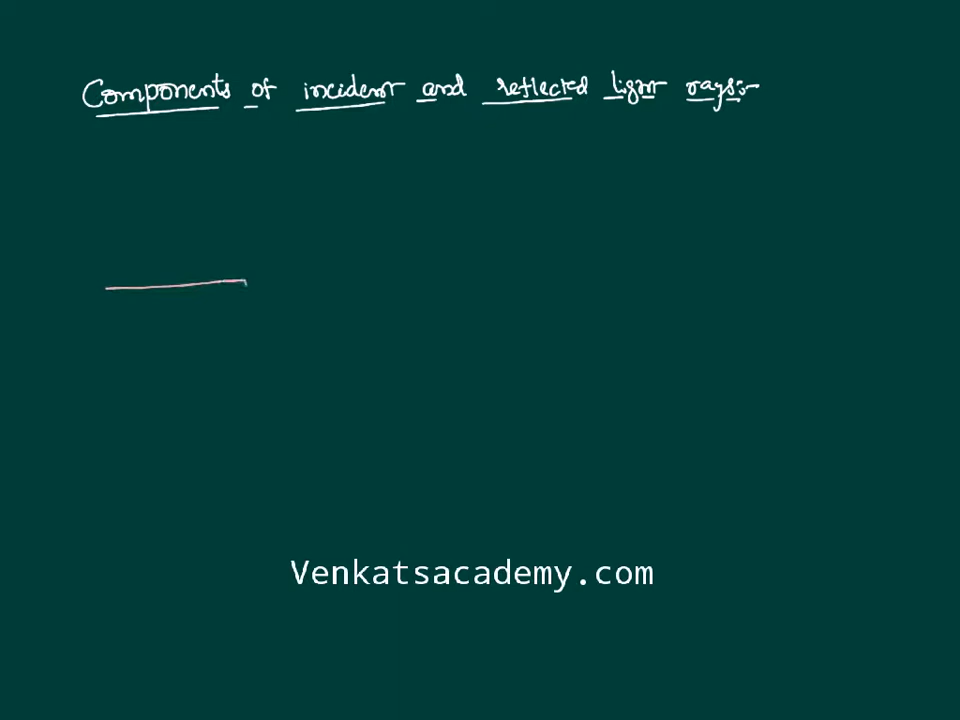 Components of incident and reflected light rays:-
Venkatsacademy.com